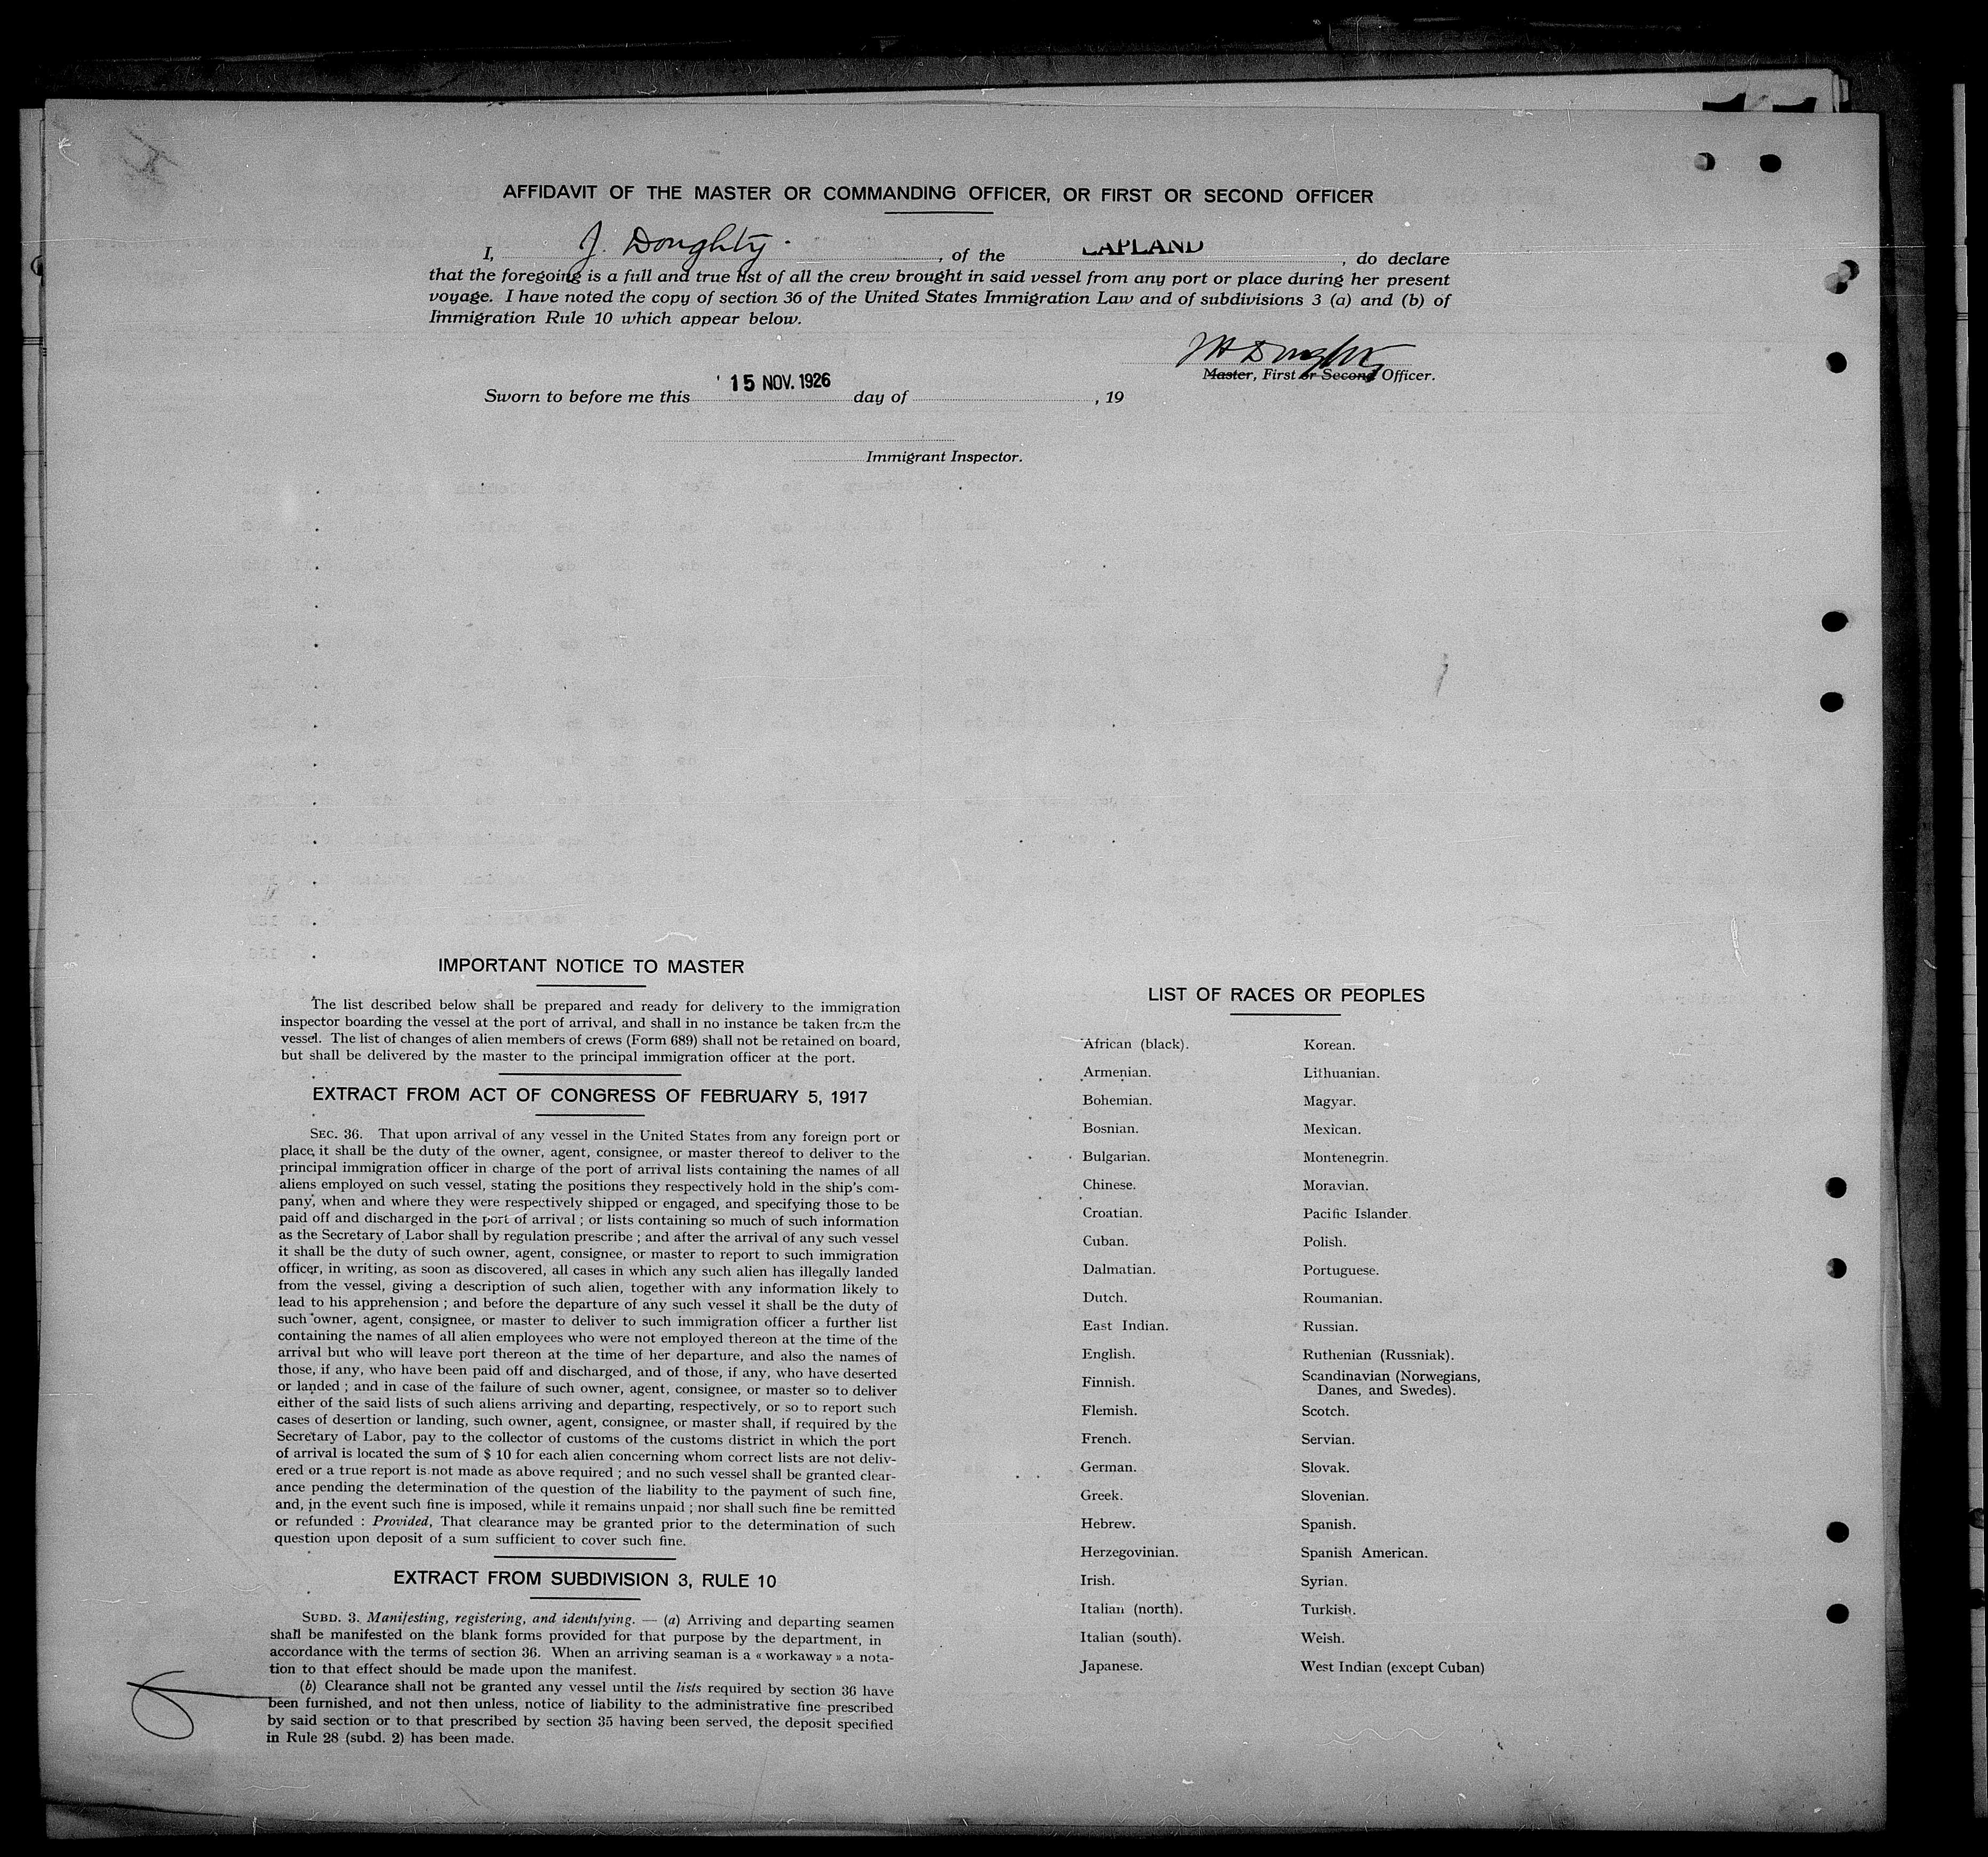 AFFIDAVIT OF THE MASTER OR COMMANDING OFFICER, OR FIRST OR SECOND OFFICER
I, J. Doughty. , of the LAPLAND , do declare
that the foregoing is a full and true list of all the crew brought in said vessel from any port or place during her present
voyage. I have noted the copy of section 36 of the United States Immigration Law and of subdivisions 3 (a) and (b) of
Immigration Rule 10 which appear below.
Doughty
Master, First or Second Officer.
Sworn to before me this 15 NOV. 1926 day of , 19
Immigrant Inspector.
IMPORTANT NOTICE TO MASTER
The list described below shall be prepared and ready for delivery to the immigration
inspector boarding the vessel at the port of arrival, and shall in no instance be taken from the
vessel. The list of changes of alien members of crews (Form 689) shall not be retained on board,
but shall be delivered by the master to the principal immigration officer at the port.
EXTRACT FROM ACT OF CONGRESS OF FEBRUARY 5, 1917
SEC. 36. That upon arrival of any vessel in the United States from any foreign port or
place, it shall be the duty of the owner, agent, consignee, or master thereof to deliver to the
principal immigration officer in charge of the port of arrival lists containing the names of all
aliens employed on such vessel, stating the positions they respectively hold in the ship's com-
pany, when and where they were respectively shipped or engaged, and specifying those to be
paid off and discharged in the port of arrival ; or lists containing so much of such information
as the Secretary of Labor shall by regulation prescribe ; and after the arrival of any such vessel
it shall be the duty of such owner, agent, consignee, or master to report to such immigration
officer, in writing, as soon as discovered, all cases in which any such alien has illegally landed
from the vessel, giving a description of such alien, together with any information likely to
lead to his apprehension ; and before the departure of any such vessel it shall be the duty of
such owner, agent, consignee, or master to deliver to such immigration officer a further list
containing the names of all alien employees who were not employed thereon at the time of the
arrival but who will leave port thereon at the time of her departure, and also the names of
those, if any, who have been paid off and discharged, and of those, if any, who have deserted
or landed ; and in case of the failure of such owner, agent, consignee, or master so to deliver
either of the said lists of such aliens arriving and departing, respectively, or so to report such
cases of desertion or landing, such owner, agent, consignee, or master shall, if required by the
Secretary of Labor, pay to the collector of customs of the customs district in which the port
of arrival is located the sum of $ 10 for each alien concerning whom correct lists are not deliv-
ered or a true report is not made as above required ; and no such vessel shall be granted clear-
ance pending the determination of the question of the liability to the payment of such fine,
and, in the event such fine is imposed, while it remains unpaid ; nor shall such fine be remitted
or refunded : Provided, That clearance may be granted prior to the determination of such
question upon deposit of a sum sufficient to cover such fine.
EXTRACT FROM SUBDIVISION 3, RULE 10
SUBD. 3. Manifesting, registering, and identifying. — (a) Arriving and departing seamen
shall be manifested on the blank forms provided for that purpose by the department, in
accordance with the terms of section 36. When an arriving seaman is a « workaway » a nota-
tion to that effect should be made upon the manifest.
(b) Clearance shall not be granted any vessel until the lists required by section 36 have
been furnished, and not then unless, notice of liability to the administrative fine prescribed
by said section or to that prescribed by section 35 having been served, the deposit specified
in Rule 28 (subd. 2) has been made.
LIST OF RACES OR PEOPLES
African (black).
Armenian.
Bohemian.
Bosnian.
Bulgarian.
Chinese.
Croatian.
Cuban.
Dalmatian.
Dutch.
East Indian.
English.
Finnish.
Flemish.
French.
German.
Greek.
Hebrew.
Herzegovinian.
Irish.
Italian (north).
Italian (south).
Japanese.
Korean.
Lithuanian.
Magyar.
Mexican.
Montenegrin.
Moravian.
Pacific Islander.
Polish.
Portuguese.
Roumanian.
Russian.
Ruthenian (Russniak).
Scandinavian (Norwegians,
Danes, and Swedes).
Scotch.
Servian.
Slovak.
Slovenian.
Spanish.
Spanish American.
Syrian.
Turkish.
Welsh.
West Indian (except Cuban)